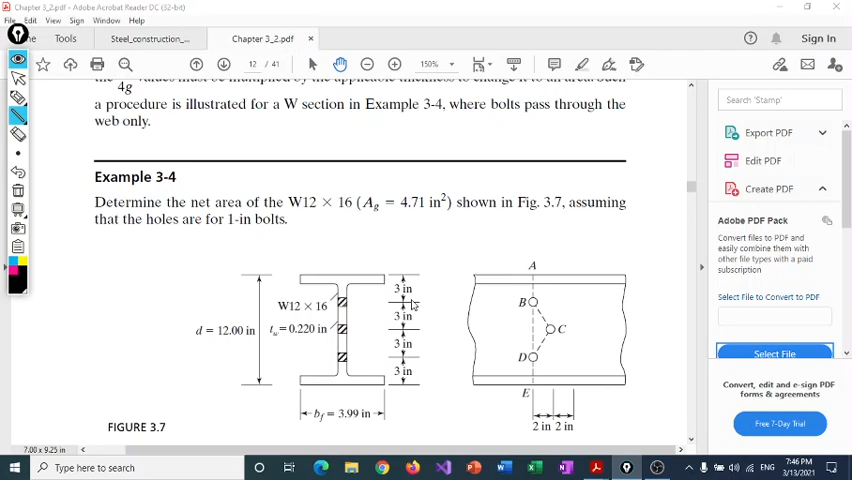 Chapter 3_2.pdf - Adobe Acrobat Reader DC (32-bit)
File Edit View Sign Window Help
Tools
Steel_construction_...
Chapter 3_2.pdf
×
Sign In
12 / 41
150%
4g
a procedure is illustrated for a W section in Example 3-4, where bolts pass through the
web only.
Example 3-4
Determine the net area of the W12 × 16 (Ag = 4.71 in²) shown in Fig. 3.7, assuming
that the holes are for 1-in bolts.
A
3 in
W12 × 16
B
3 in
d = 12.00 in
tw = 0.220 in
C
3 in
D
3 in
E
bf = 3.99 in
2 in 2 in
FIGURE 3.7
7.00 x 9.25 in
Search 'Stamp'
Export PDF
Edit PDF
Create PDF
Adobe PDF Pack
Convert files to PDF and
easily combine them with
other file types with a paid
subscription
Select File to Convert to PDF
Select File
Convert, edit and e-sign PDF
forms & agreements
Free 7-Day Trial
Type here to search
ENG
7:46 PM
3/13/2021